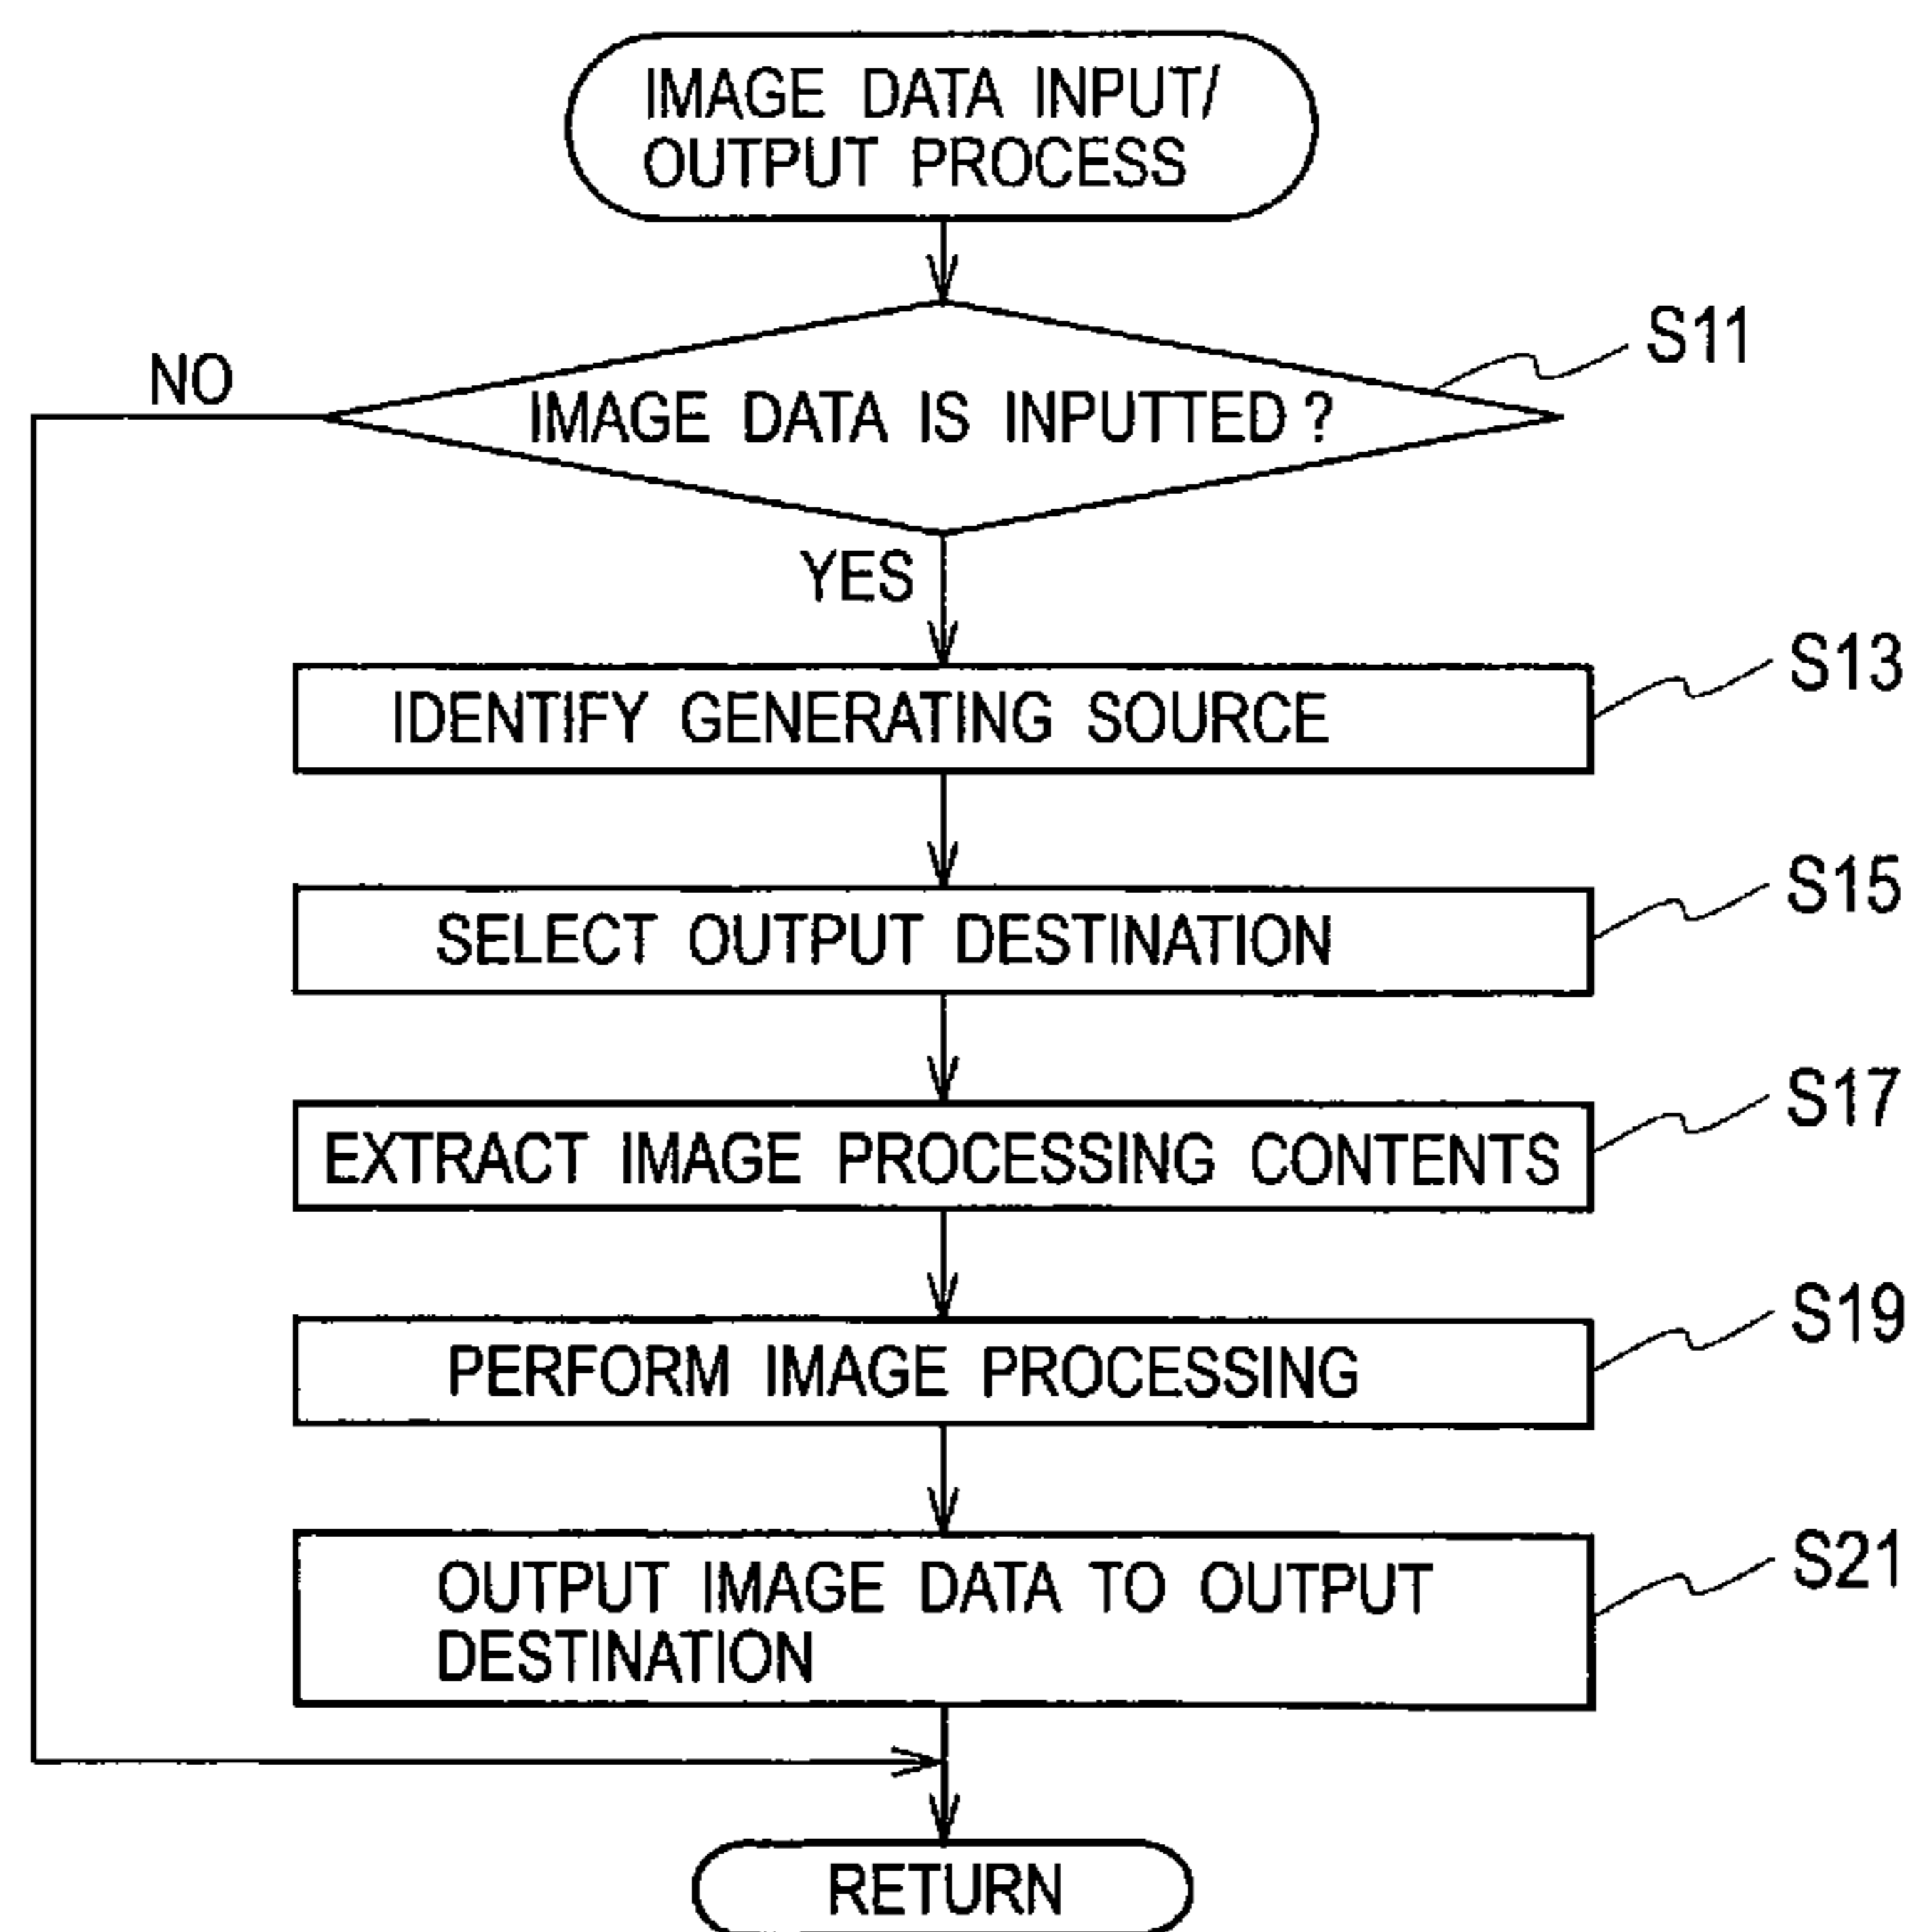 IMAGE DATA INPUT/
OUTPUT PROCESS
S11
NO
IMAGE DATA IS INPUTTED?
YES
S13
IDENTIFY GENERATING SOURCE
S15
SELECT OUTPUT DESTINATION
S17
EXTRACT IMAGE PROCESSING CONTENTS
S19
PERFORM IMAGE PROCESSING
S21
OUTPUT IMAGE DATA TO OUTPUT
DESTINATION
RETURN